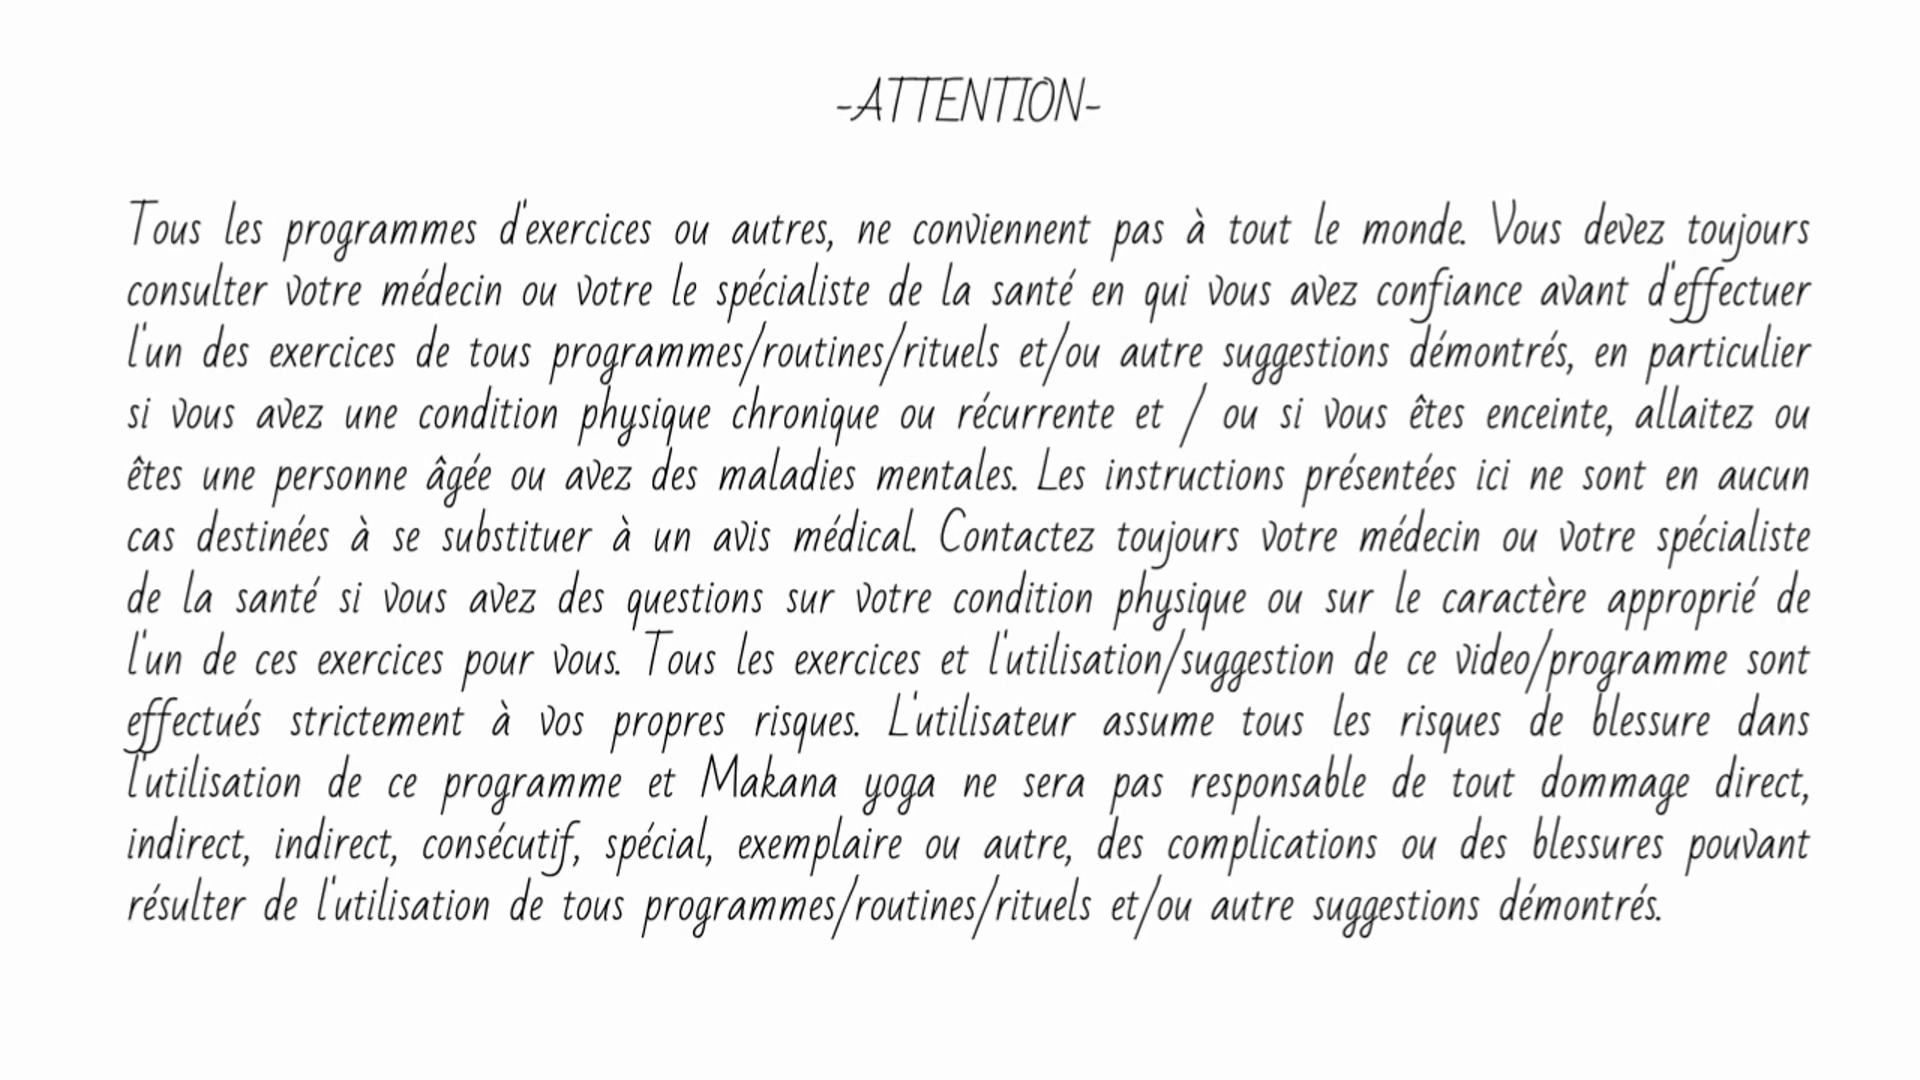 -ATTENTION-
Tous les programmes d'exercices ou autres, ne conviennent pas à tout le monde. Vous devez toujours
consulter votre médecin ou votre le spécialiste de la santé en qui vous avez confiance avant d'effectuer
l'un des exercices de tous programmes/routines/rituels et/ou autre suggestions démontrés, en particulier
si vous avez une condition physique chronique ou récurrente et / ou si vous êtes enceinte, allaitez ou
êtes une personne âgée ou avez des maladies mentales. Les instructions présentées ici ne sont en aucun
cas destinées à se substituer à un avis médical. Contactez toujours votre médecin ou votre spécialiste
de la santé si vous avez des questions sur votre condition physique ou sur le caractère approprié de
l'un de ces exercices pour vous. Tous les exercices et l'utilisation/suggestion de ce video/programme sont
effectués strictement à vos propres risques. L'utilisateur assume tous les risques de blessure dans
l'utilisation de ce programme et Makana yoga ne sera pas responsable de tout dommage direct,
indirect, indirect, consécutif, spécial, exemplaire ou autre, des complications ou des blessures pouvant
résulter de l'utilisation de tous programmes/routines/rituels et/ou autre suggestions démontrés.